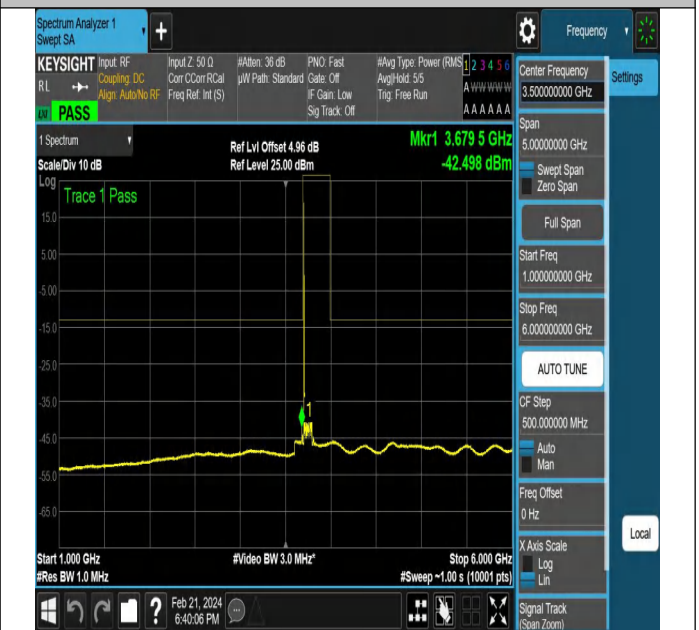 Spectrum Analyzer 1
Swept SA
+
Frequency
KEYSIGHT
RL
PASS
Input: RF
Coupling: DC
Align: Auto/No RF
Input Z: 50 Ω
Corr CCorr RCal
Freq Ref: Int (S)
#Atten: 36 dB
µW Path: Standard
PNO: Fast
Gate: Off
IF Gain: Low
Sig Track: Off
#Avg Type: Power (RMS
Avg|Hold: 5/5
Trig: Free Run
1 2 3 4 5 6
A W W W W W
A A A A A A
1 Spectrum
Scale/Div 10 dB
Ref Lvl Offset 4.96 dB
Ref Level 25.00 dBm
Mkr1 3.679 5 GHz
-42.498 dBm
Log
Trace 1 Pass
15.0
5.00
-5.00
-15.0
-25.0
-35.0
-45.0
-55.0
-65.0
1
Start 1.000 GHz
#Res BW 1.0 MHz
#Video BW 3.0 MHz*
Stop 6.000 GHz
#Sweep ~1.00 s (10001 pts)
Feb 21, 2024
6:40:06 PM
?
Center Frequency
3.500000000 GHz
Settings
Span
5.00000000 GHz
Swept Span
Zero Span
Full Span
Start Freq
1.000000000 GHz
Stop Freq
6.000000000 GHz
AUTO TUNE
CF Step
500.000000 MHz
Auto
Man
Freq Offset
0 Hz
Local
X Axis Scale
Log
Lin
Signal Track
(Span Zoom)